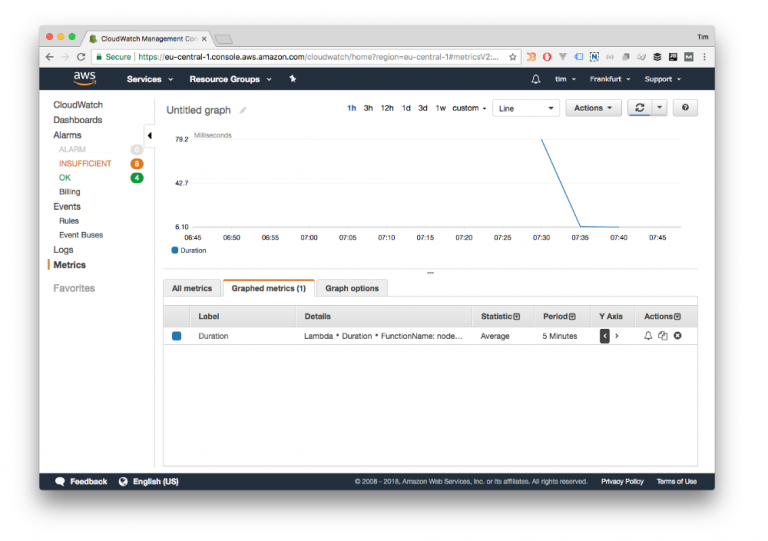 CloudWatch Management Con
Tim
Secure
https://eu-central-1.console.aws.amazon.com/cloudwatch/home?region=eu-central-1#metricsV2:...
aws
Services
Resource Groups
tim
Frankfurt
Support
CloudWatch
Dashboards
Alarms
ALARM 0
INSUFFICIENT 8
OK 4
Billing
Events
Rules
Event Buses
Logs
Metrics
Favorites
Untitled graph
1h 3h 12h 1d 3d 1w custom
Line
Actions
Milliseconds
79.2
42.7
6.10
06:45 06:50 06:55 07:00 07:05 07:10 07:15 07:20 07:25 07:30 07:35 07:40 07:45
Duration
All metrics
Graphed metrics (1)
Graph options
Label Details Statistic Period Y Axis Actions
Duration Lambda * Duration * FunctionName: node... Average 5 Minutes
Feedback
English (US)
© 2008 - 2018, Amazon Web Services, Inc. or its affiliates. All rights reserved.
Privacy Policy
Terms of Use